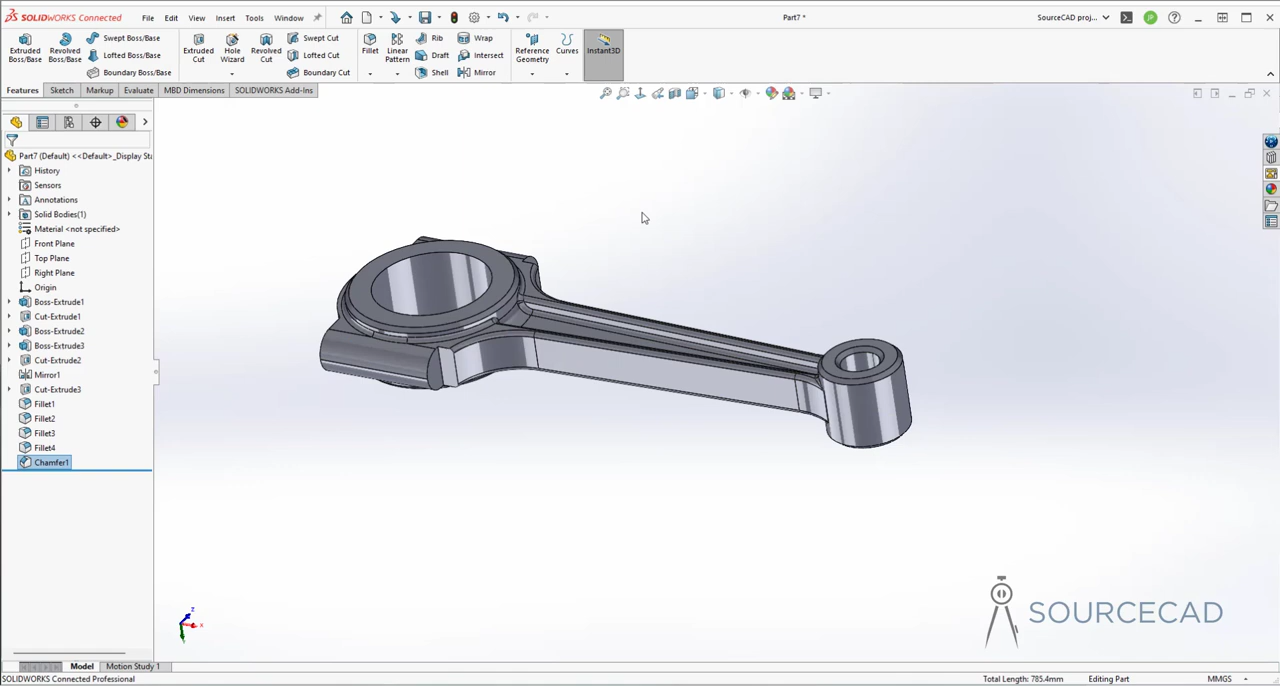 SOLIDWORKS Connected File Edit View Insert Tools Window Part7 * SourceCAD proj... JP
Extruded Boss/Base
Revolved Boss/Base
Swept Boss/Base
Lofted Boss/Base
Boundary Boss/Base
Extruded Cut
Hole Wizard
Revolved Cut
Swept Cut
Lofted Cut
Boundary Cut
Fillet
Linear Pattern
Rib
Draft
Shell
Wrap
Intersect
Mirror
Reference Geometry
Curves
Instant3D
Features Sketch Markup Evaluate MBD Dimensions SOLIDWORKS Add-Ins
Part7 (Default) <<Default>_Display Sta
History
Sensors
Annotations
Solid Bodies(1)
Material <not specified>
Front Plane
Top Plane
Right Plane
Origin
Boss-Extrude1
Cut-Extrude1
Boss-Extrude2
Boss-Extrude3
Cut-Extrude2
Mirror1
Cut-Extrude3
Fillet1
Fillet2
Fillet3
Fillet4
Chamfer1
z
x
SOURCECAD
Model Motion Study 1
SOLIDWORKS Connected Professional Total Length: 785.4mm Editing Part MMGS